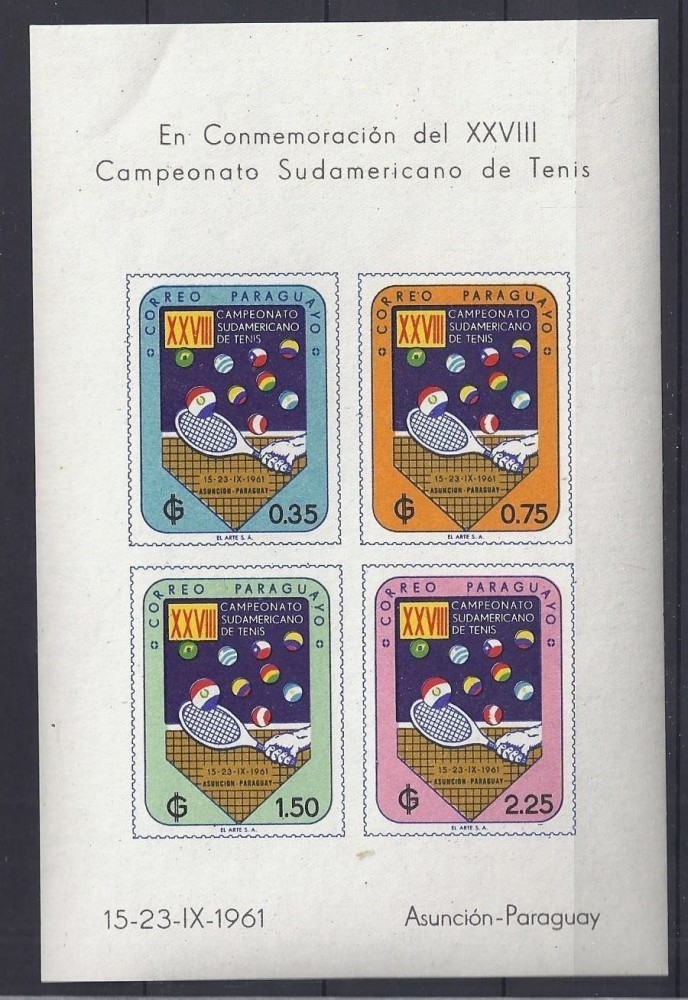 En Conmemoración del XXVIII
Campeonato Sudamericano de Tenis
CORREO PARAGUAYO
XXVIII CAMPEONATO
SUDAMERICANO
DE TENIS
15-23-IX-1961
ASUNCIÓN-PARAGUAY
₲ 0.35
EL ARTE S. A.
CORREO PARAGUAYO
XXVIII CAMPEONATO
SUDAMERICANO
DE TENIS
15-23-IX-1961
ASUNCIÓN-PARAGUAY
₲ 0.75
EL ARTE S. A.
CORREO PARAGUAYO
XXVIII CAMPEONATO
SUDAMERICANO
DE TENIS
15-23-IX-1961
ASUNCIÓN-PARAGUAY
₲ 1.50
EL ARTE S. A.
CORREO PARAGUAYO
XXVIII CAMPEONATO
SUDAMERICANO
DE TENIS
15-23-IX-1961
ASUNCIÓN-PARAGUAY
₲ 2.25
EL ARTE S. A.
15-23-IX-1961 Asunción-Paraguay